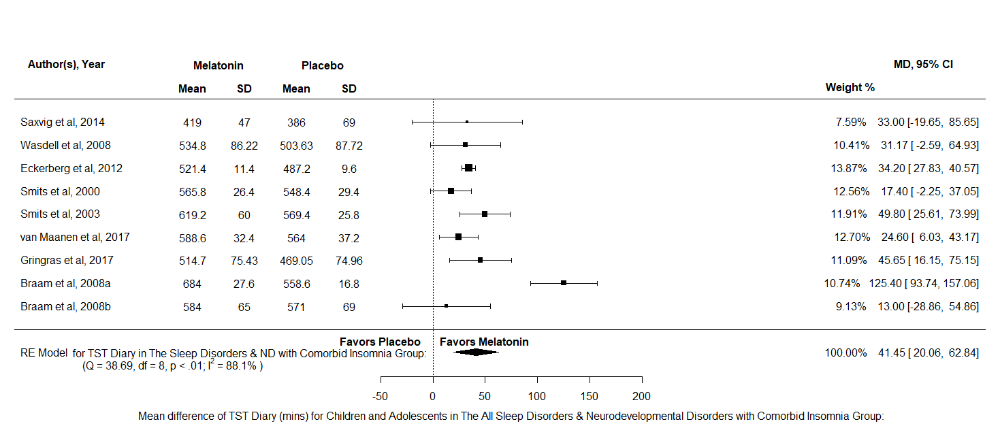 Author(s), Year Melatonin Placebo MD, 95% CI
Mean SD Mean SD Weight %
Saxvig et al, 2014 419 47 386 69 7.59% 33.00 [-19.65, 85.65]
Wasdell et al, 2008 534.8 86.22 503.63 87.72 10.41% 31.17 [ -2.59, 64.93]
Eckerberg et al, 2012 521.4 11.4 487.2 9.6 13.87% 34.20 [ 27.83, 40.57]
Smits et al, 2000 565.8 26.4 548.4 29.4 12.56% 17.40 [ -2.25, 37.05]
Smits et al, 2003 619.2 60 569.4 25.8 11.91% 49.80 [ 25.61, 73.99]
van Maanen et al, 2017 588.6 32.4 564 37.2 12.70% 24.60 [ 6.03, 43.17]
Gringras et al, 2017 514.7 75.43 469.05 74.96 11.09% 45.65 [ 16.15, 75.15]
Braam et al, 2008a 684 27.6 558.6 16.8 10.74% 125.40 [ 93.74, 157.06]
Braam et al, 2008b 584 65 571 69 9.13% 13.00 [-28.86, 54.86]
Favors Placebo Favors Melatonin
RE Model for TST Diary in The Sleep Disorders & ND with Comorbid Insomnia Group: 100.00% 41.45 [ 20.06, 62.84]
(Q = 38.69, df = 8, p < .01; I² = 88.1% )
-50 0 50 100 150 200
Mean difference of TST Diary (mins) for Children and Adolescents in The All Sleep Disorders & Neurodevelopmental Disorders with Comorbid Insomnia Group: